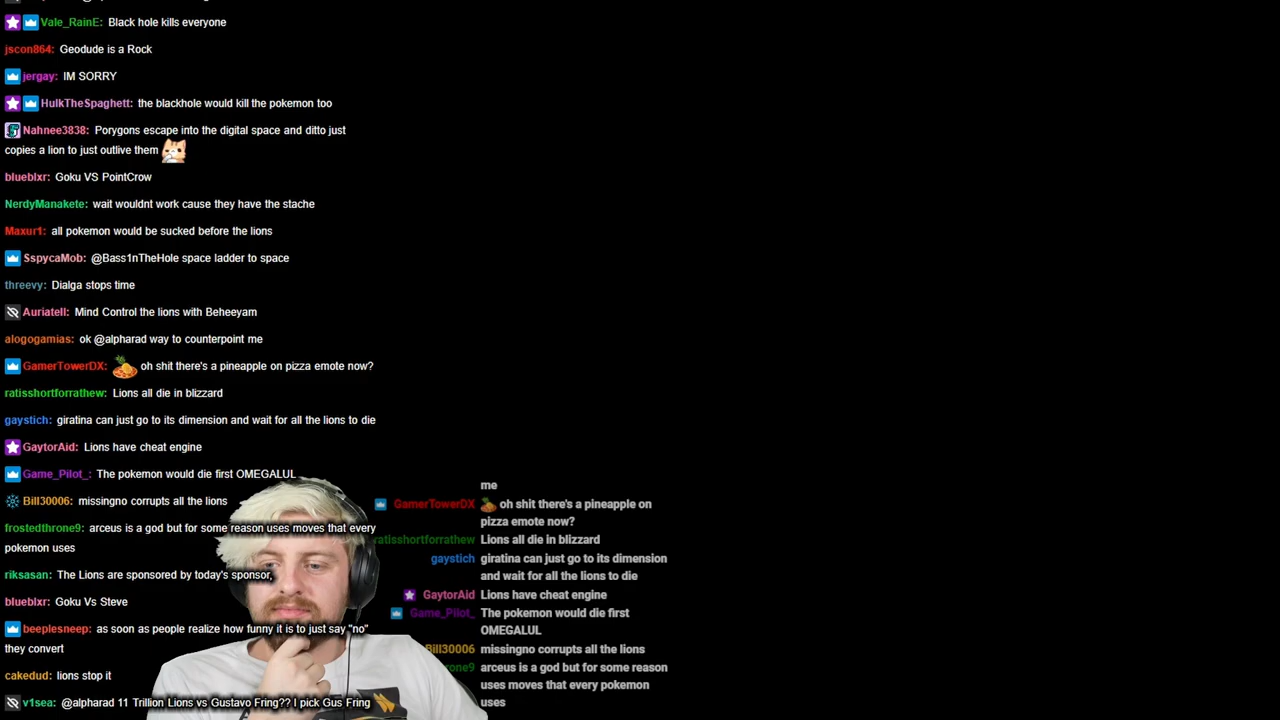 Vale_RainE: Black hole kills everyone
jscon864: Geodude is a Rock
jergay: IM SORRY
HulkTheSpaghett: the blackhole would kill the pokemon too
Nahnee3838: Porygons escape into the digital space and ditto just
copies a lion to just outlive them
blueblxr: Goku VS PointCrow
NerdyManakete: wait wouldnt work cause they have the stache
Maxur1: all pokemon would be sucked before the lions
SspycaMob: @Bass1nTheHole space ladder to space
threevy: Dialga stops time
Auriatell: Mind Control the lions with Beheeyam
alogogamias: ok @alpharad way to counterpoint me
GamerTowerDX: oh shit there's a pineapple on pizza emote now?
ratisshortforrathew: Lions all die in blizzard
gaystich: giratina can just go to its dimension and wait for all the lions to die
GaytorAid: Lions have cheat engine
Game_Pilot_: The pokemon would die first OMEGALUL
Bill30006: missingno corrupts all the lions
frostedthrone9: arceus is a god but for some reason uses moves that every
pokemon uses
riksasan: The Lions are sponsored by today's sponsor,
blueblxr: Goku Vs Steve
beeplesneep: as soon as people realize how funny it is to just say "no"
they convert
cakedud: lions stop it
v1sea: @alpharad 11 Trillion Lions vs Gustavo Fring?? I pick Gus Fring
me
GamerTowerDX oh shit there's a pineapple on
pizza emote now?
ratisshortforrathew Lions all die in blizzard
gaystich giratina can just go to its dimension
and wait for all the lions to die
GaytorAid Lions have cheat engine
Game_Pilot_ The pokemon would die first
OMEGALUL
Bill30006 missingno corrupts all the lions
rone9 arceus is a god but for some reason
uses moves that every pokemon
uses